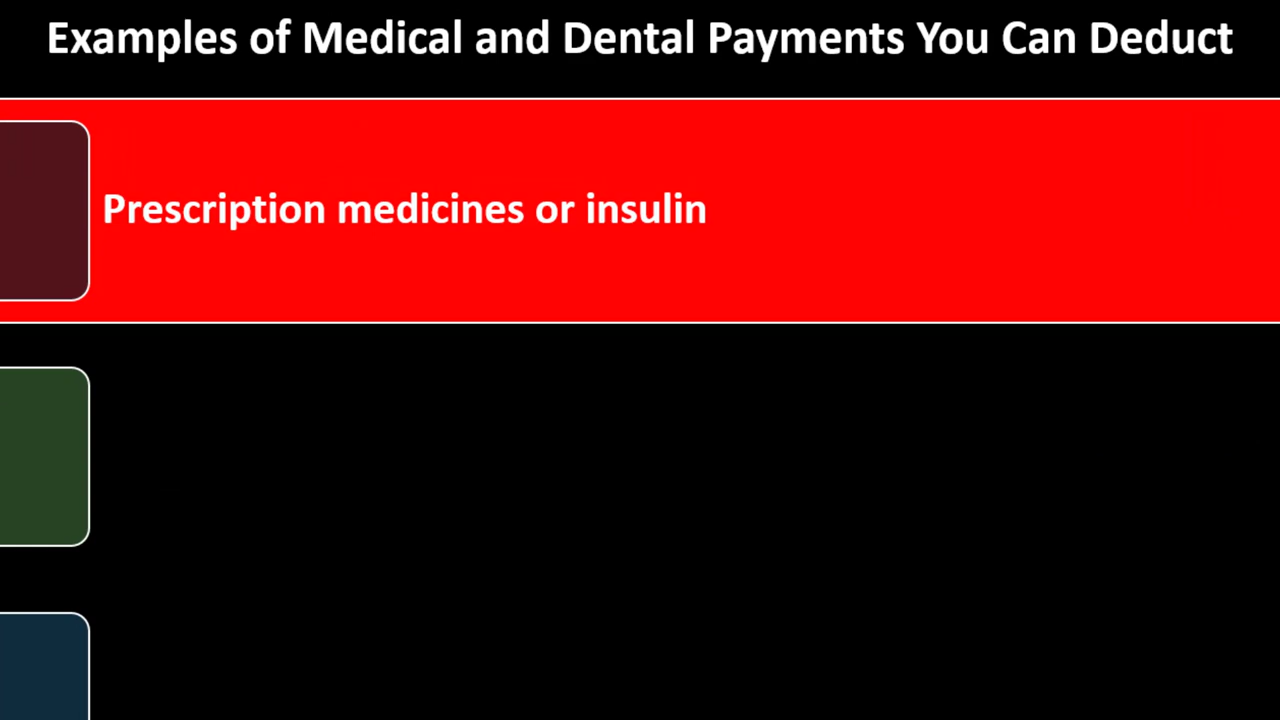 Examples of Medical and Dental Payments You Can Deduct
Prescription medicines or insulin